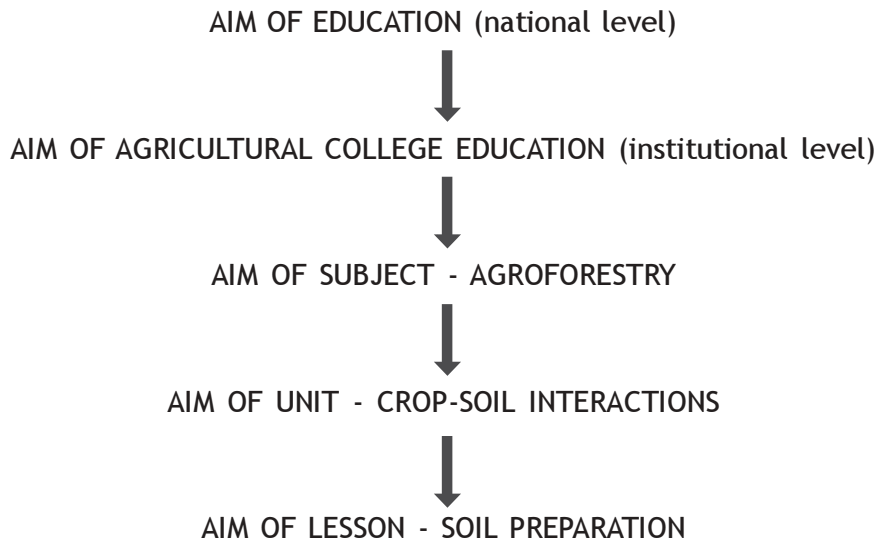 AIM OF EDUCATION (national level)
AIM OF AGRICULTURAL COLLEGE EDUCATION (institutional level)
AIM OF SUBJECT - AGROFORESTRY
AIM OF UNIT - CROP-SOIL INTERACTIONS
AIM OF LESSON - SOIL PREPARATION